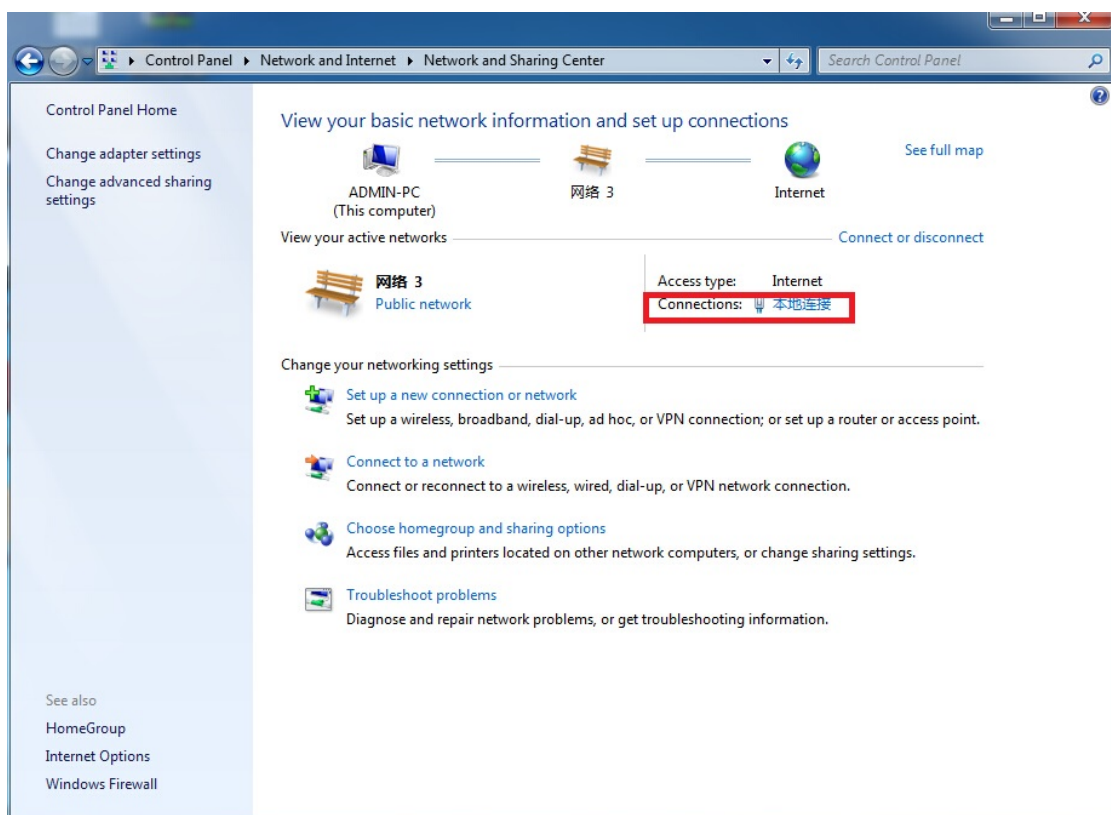 Control Panel ▸ Network and Internet ▸ Network and Sharing Center
Search Control Panel
Control Panel Home
Change adapter settings
Change advanced sharing
settings
View your basic network information and set up connections
See full map
ADMIN-PC
(This computer)
网络 3
Internet
View your active networks
Connect or disconnect
网络 3
Public network
Access type: Internet
Connections: 本地连接
Change your networking settings
Set up a new connection or network
Set up a wireless, broadband, dial-up, ad hoc, or VPN connection; or set up a router or access point.
Connect to a network
Connect or reconnect to a wireless, wired, dial-up, or VPN network connection.
Choose homegroup and sharing options
Access files and printers located on other network computers, or change sharing settings.
Troubleshoot problems
Diagnose and repair network problems, or get troubleshooting information.
See also
HomeGroup
Internet Options
Windows Firewall